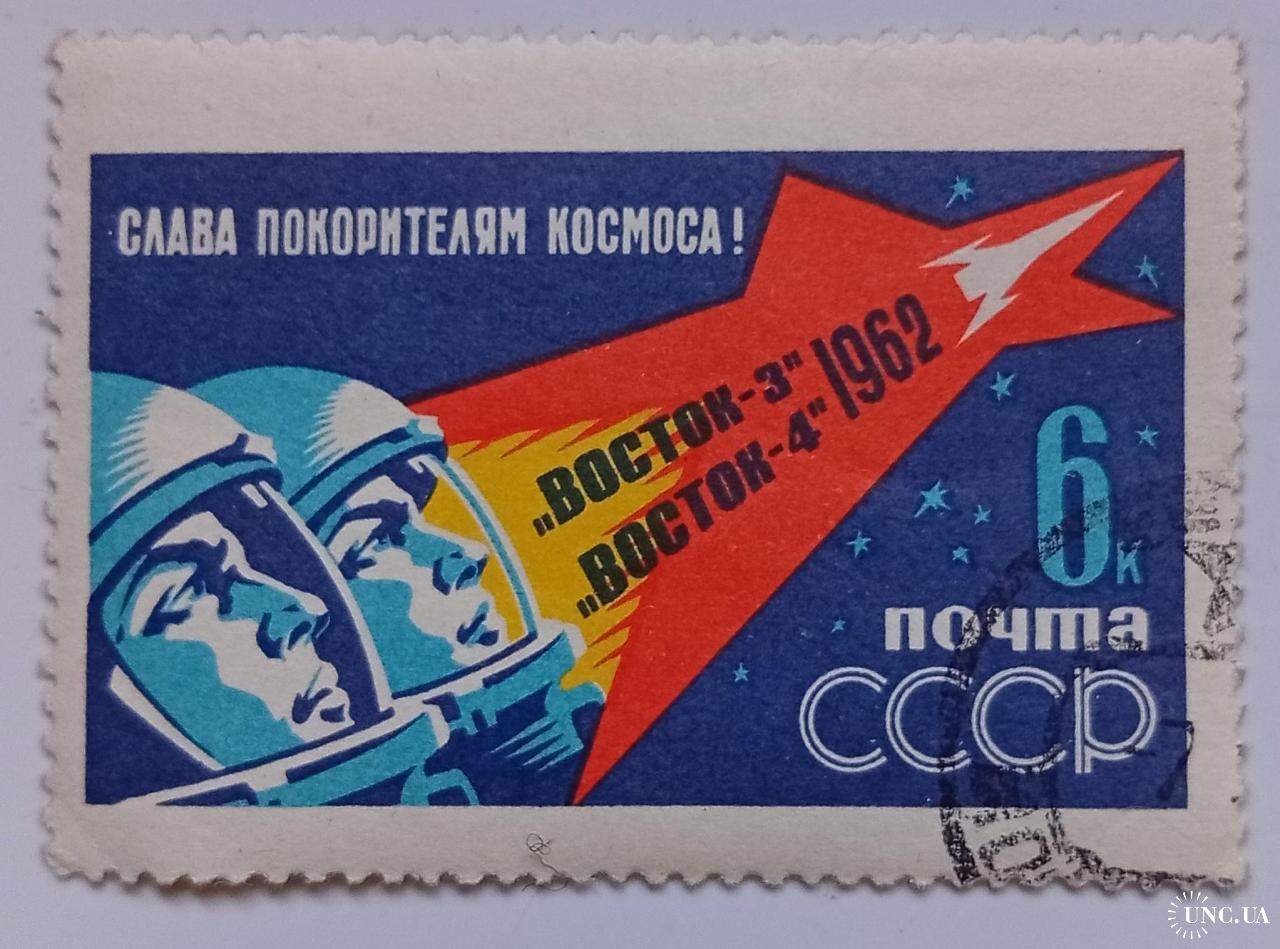 СЛАВА ПОКОРИТЕЛЯМ КОСМОСА!
„ВОСТОК-3" 1962
„ВОСТОК-4"
6к
почта
СССР
UNC.UA